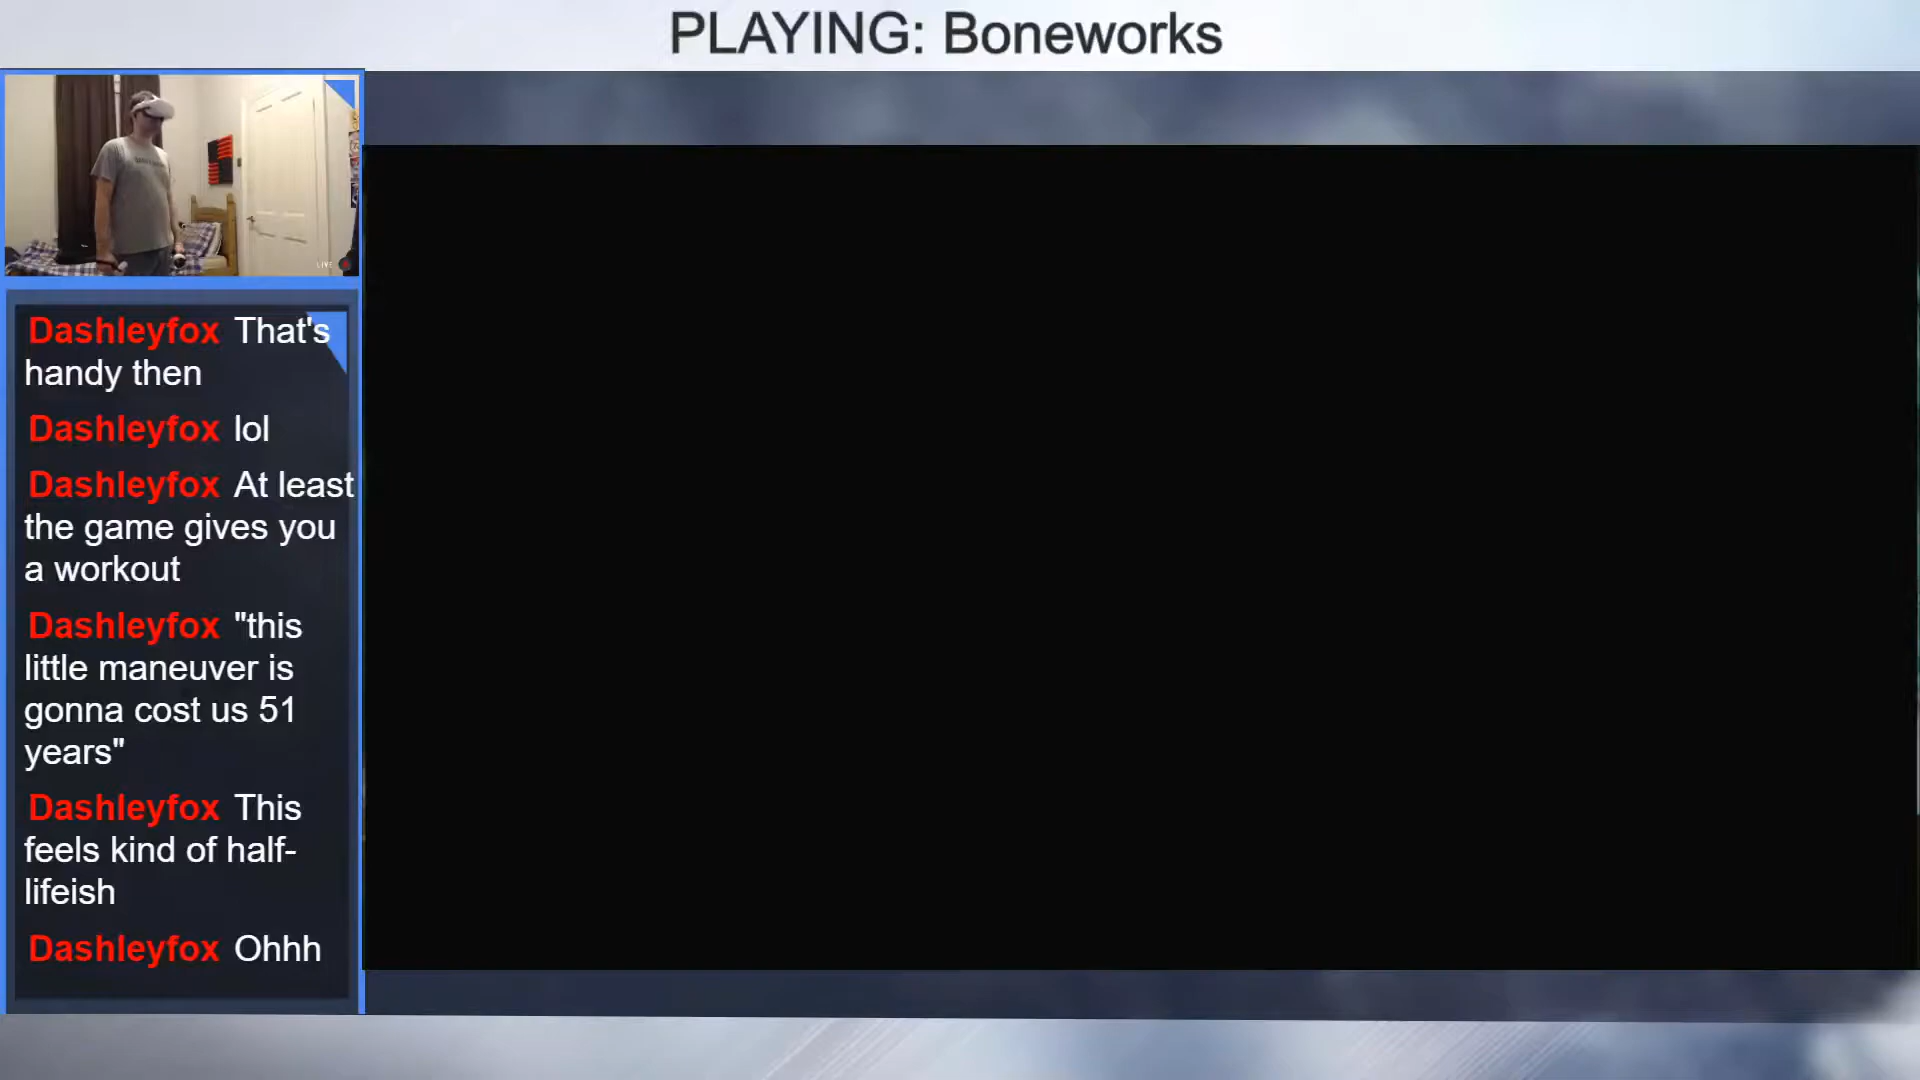 PLAYING: Boneworks
LIVE
Dashleyfox That's
handy then
Dashleyfox lol
Dashleyfox At least
the game gives you
a workout
Dashleyfox "this
little maneuver is
gonna cost us 51
years"
Dashleyfox This
feels kind of half-
lifeish
Dashleyfox Ohhh